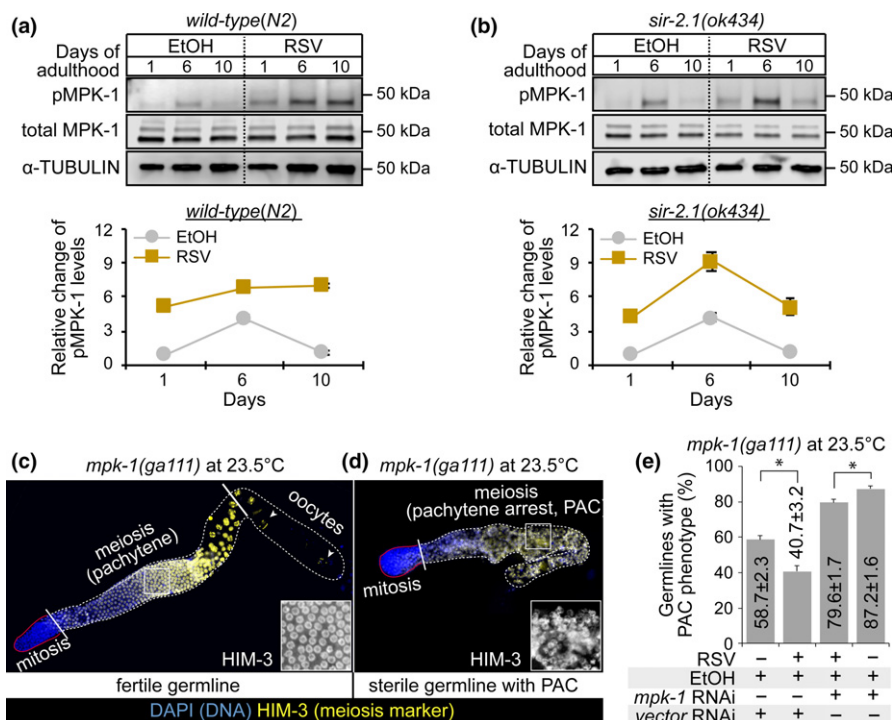 (a) wild-type(N2)
Days of adulthood EtOH RSV
1 6 10 1 6 10
pMPK-1 50 kDa
total MPK-1 50 kDa
α-TUBULIN 50 kDa
wild-type(N2)
EtOH
RSV
Relative change of pMPK-1 levels
12
9
6
3
0
1 6 10
Days
(b) sir-2.1(ok434)
Days of adulthood EtOH RSV
1 6 10 1 6 10
pMPK-1 50 kDa
total MPK-1 50 kDa
α-TUBULIN 50 kDa
sir-2.1(ok434)
EtOH
RSV
Relative change of pMPK-1 levels
12
9
6
3
0
1 6 10
Days
(c) mpk-1(ga111) at 23.5°C
oocytes
meiosis (pachytene)
mitosis
HIM-3
fertile germline
(d) mpk-1(ga111) at 23.5°C
meiosis
(pachytene arrest, PAC)
mitosis
HIM-3
sterile germline with PAC
DAPI (DNA) HIM-3 (meiosis marker)
(e) mpk-1(ga111) at 23.5°C
Germlines with PAC phenotype (%)
100
80
60
40
20
0
* *
58.7±2.3 40.7±3.2 79.6±1.7 87.2±1.6
RSV – + + –
EtOH + + + +
mpk-1 RNAi – – + +
vector RNAi + + – –